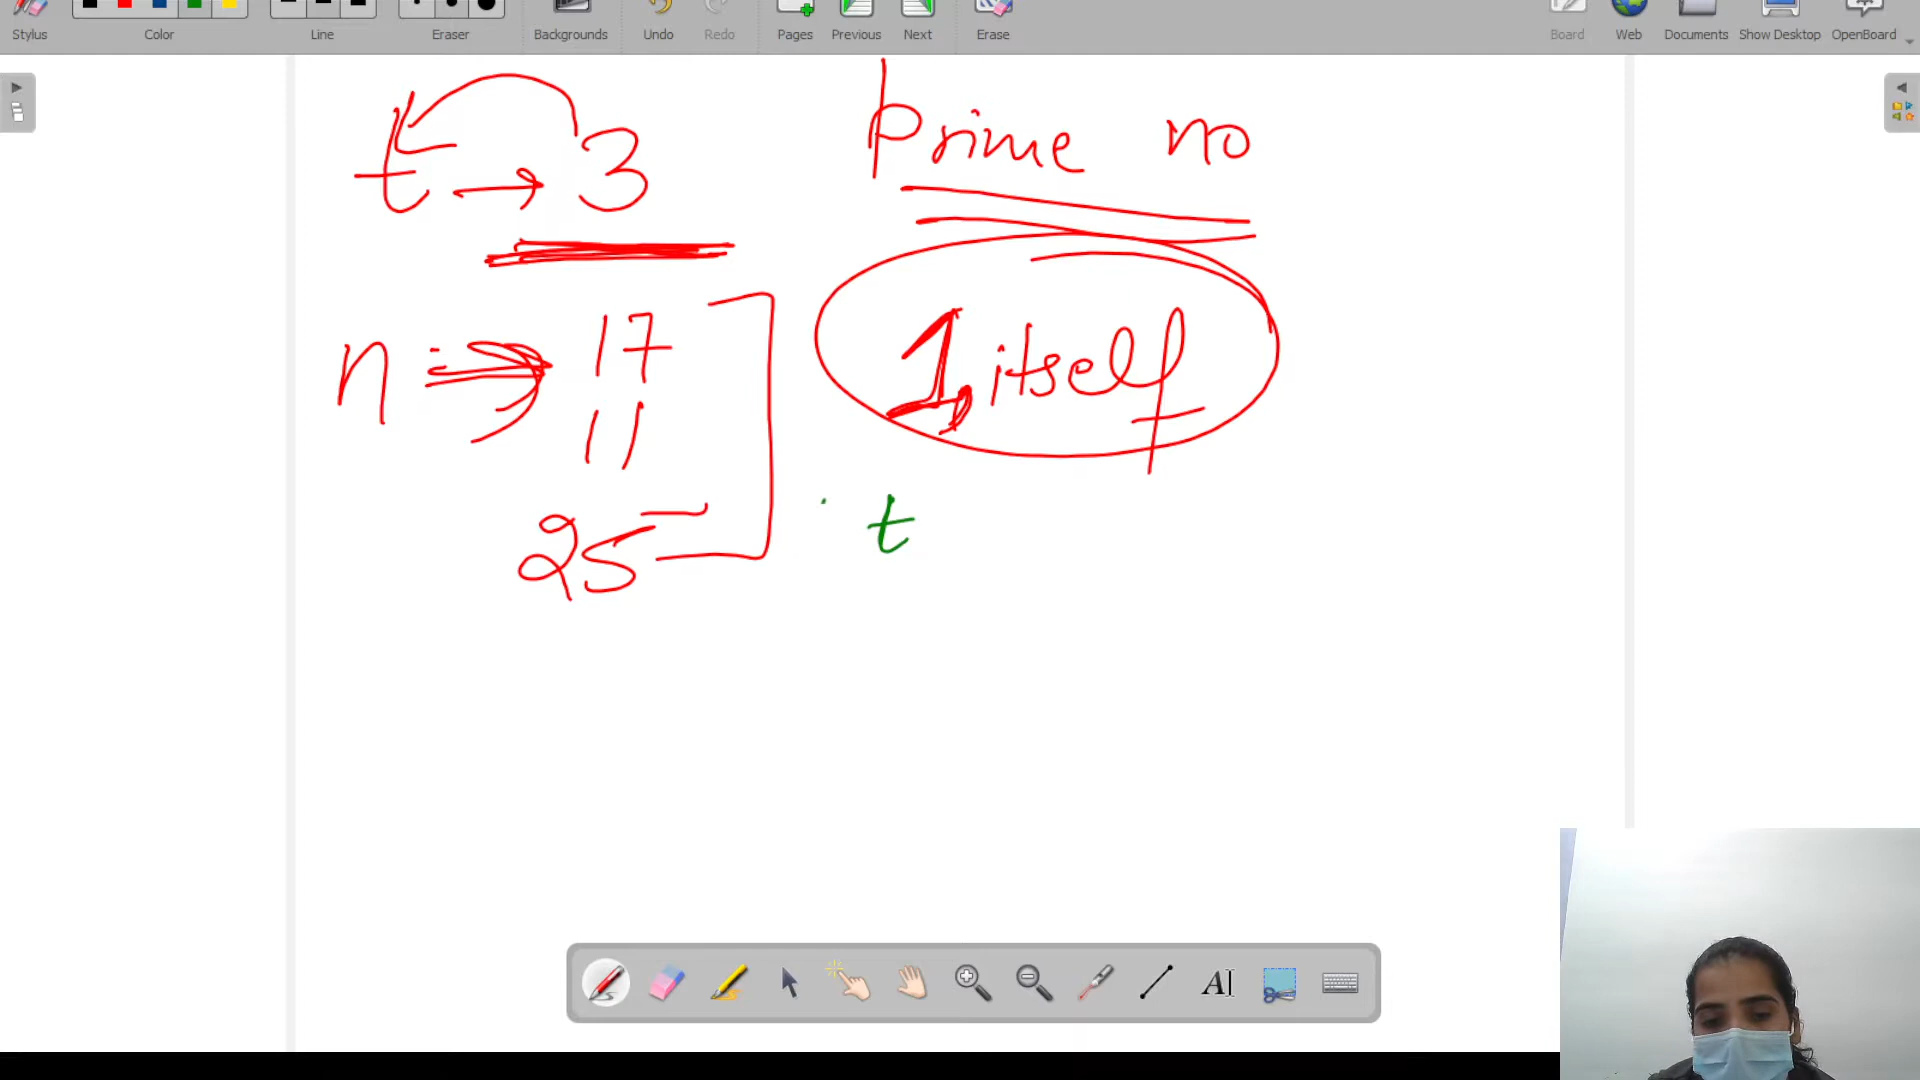 Stylus Color Line Eraser Backgrounds Undo Redo Pages Previous Next Erase Board Web Documents Show Desktop OpenBoard
t → 3
prime no
n ⇒ 17
11
25
1, itself
t
AI